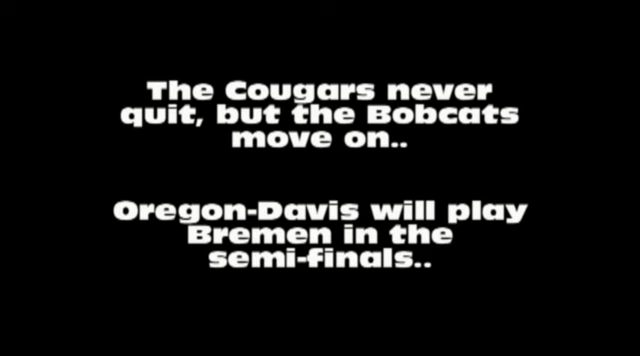 The Cougars never
quit, but the Bobcats
move on..
Oregon-Davis will play
Bremen in the
semi-finals..